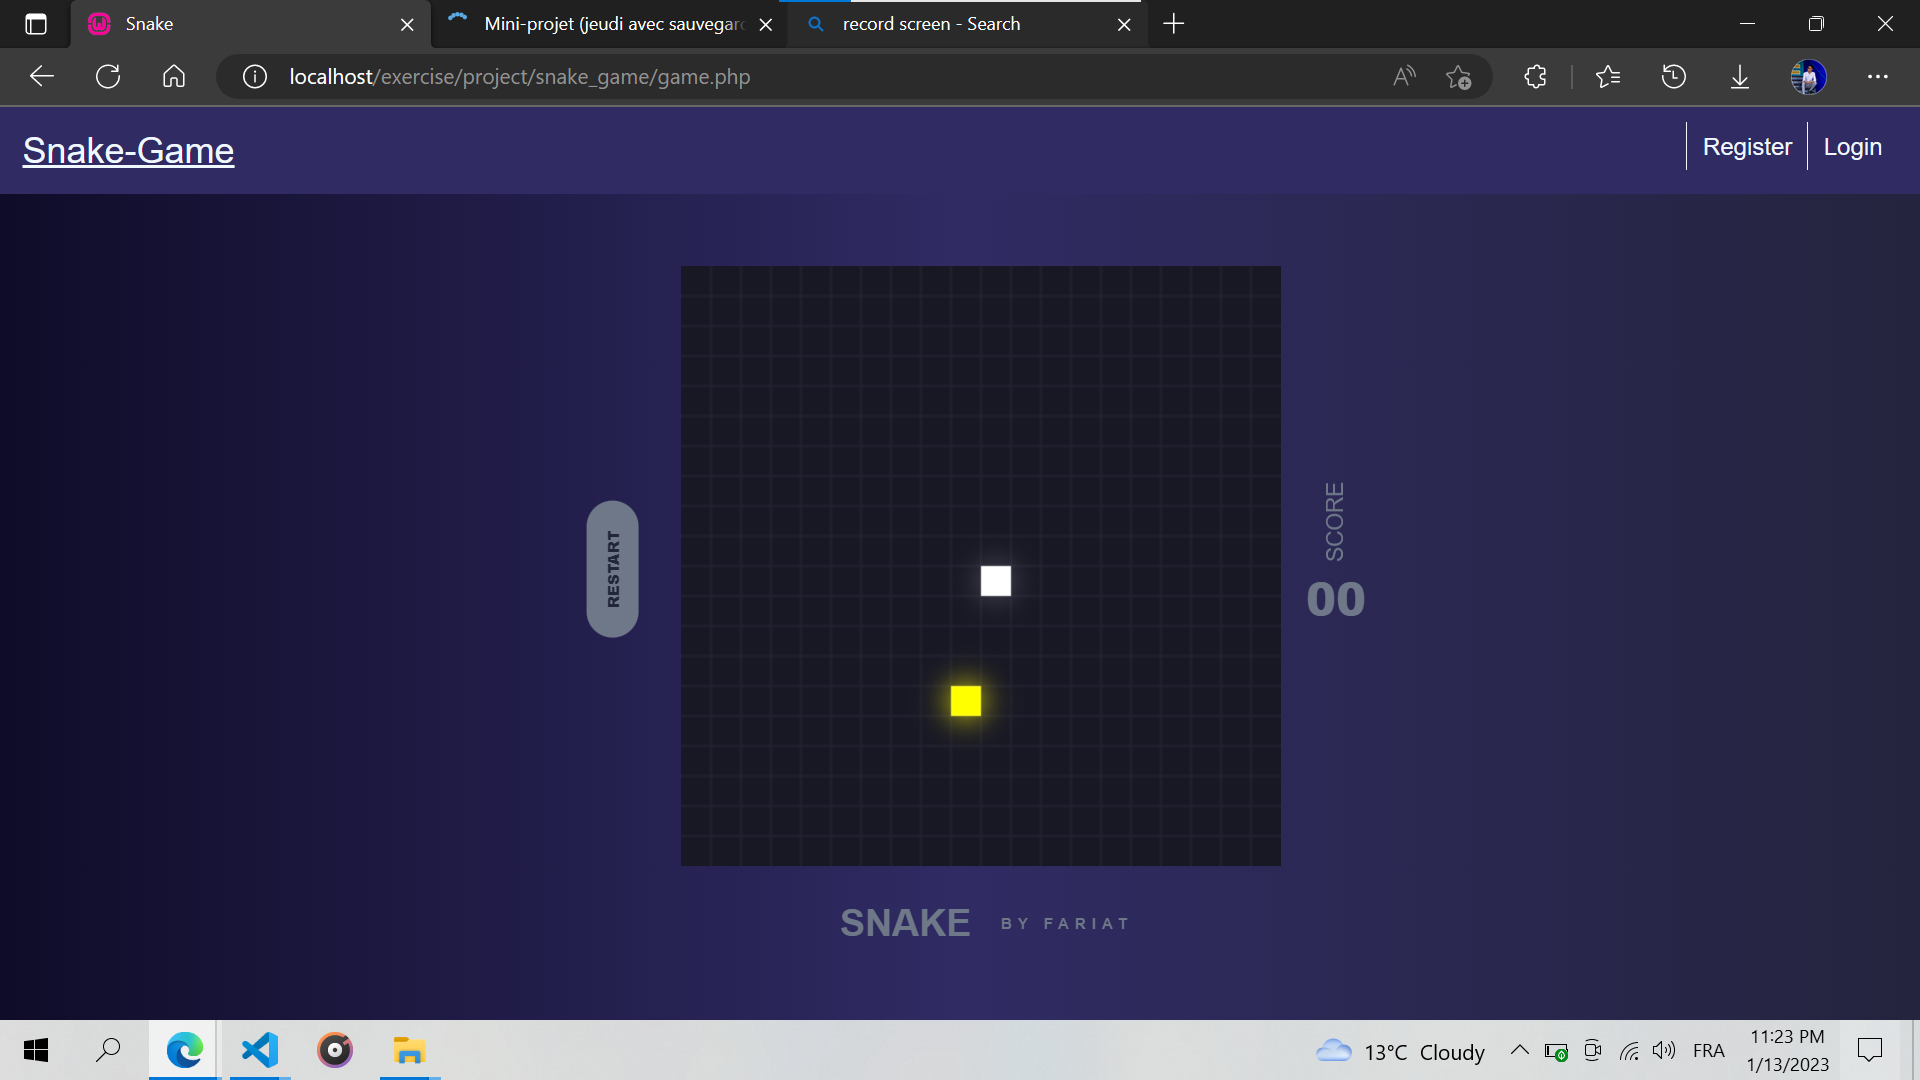 Snake
Mini-projet (jeudi avec sauvegar
record screen - Search
localhost/exercise/project/snake_game/game.php
Snake-Game
Register
Login
RESTART
SCORE
00
SNAKE BY FARIAT
13°C Cloudy
FRA
11:23 PM
1/13/2023